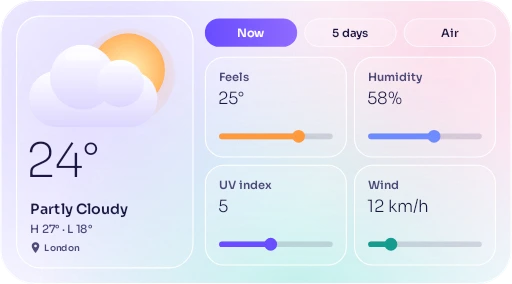 24°
Partly Cloudy
H 27° · L 18°
London
Now
5 days
Air
Feels
25°
Humidity
58%
UV index
5
Wind
12 km/h